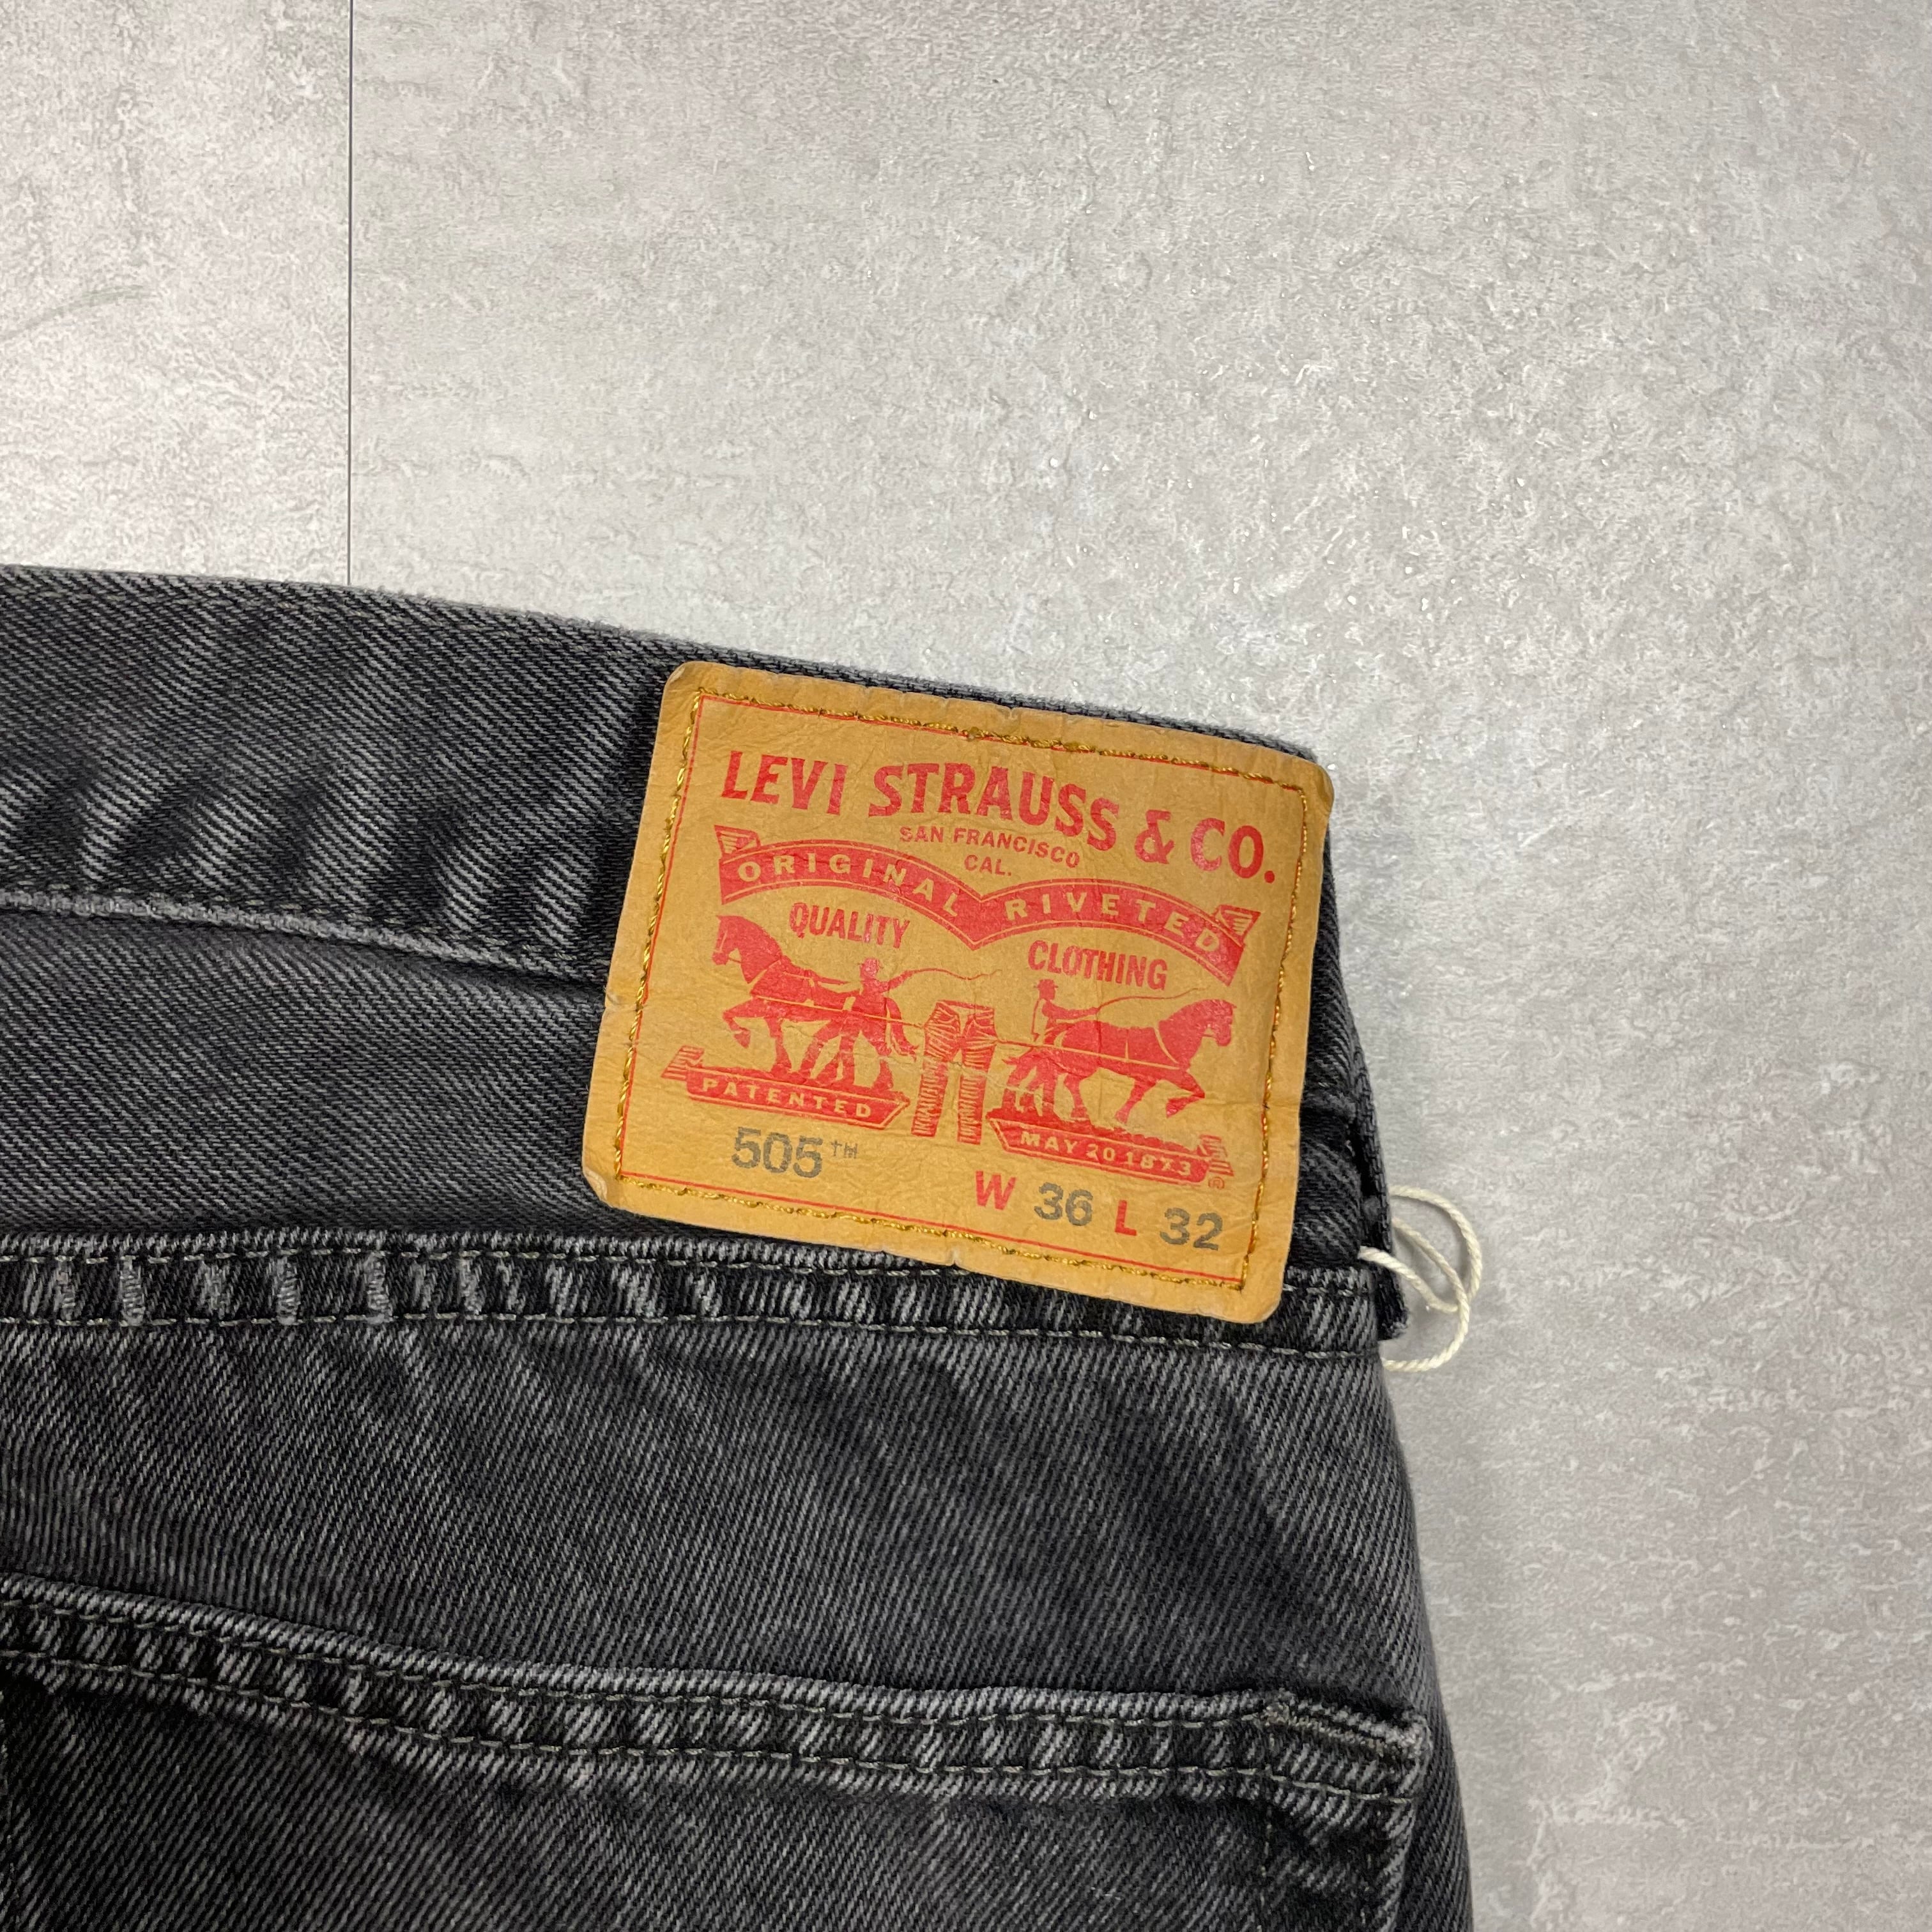 LEVI STRAUSS & CO.
SAN FRANCISCO
CAL.
ORIGINAL RIVETED
QUALITY CLOTHING
PATENTED MAY 20 1873
505™
W 36 L 32
®